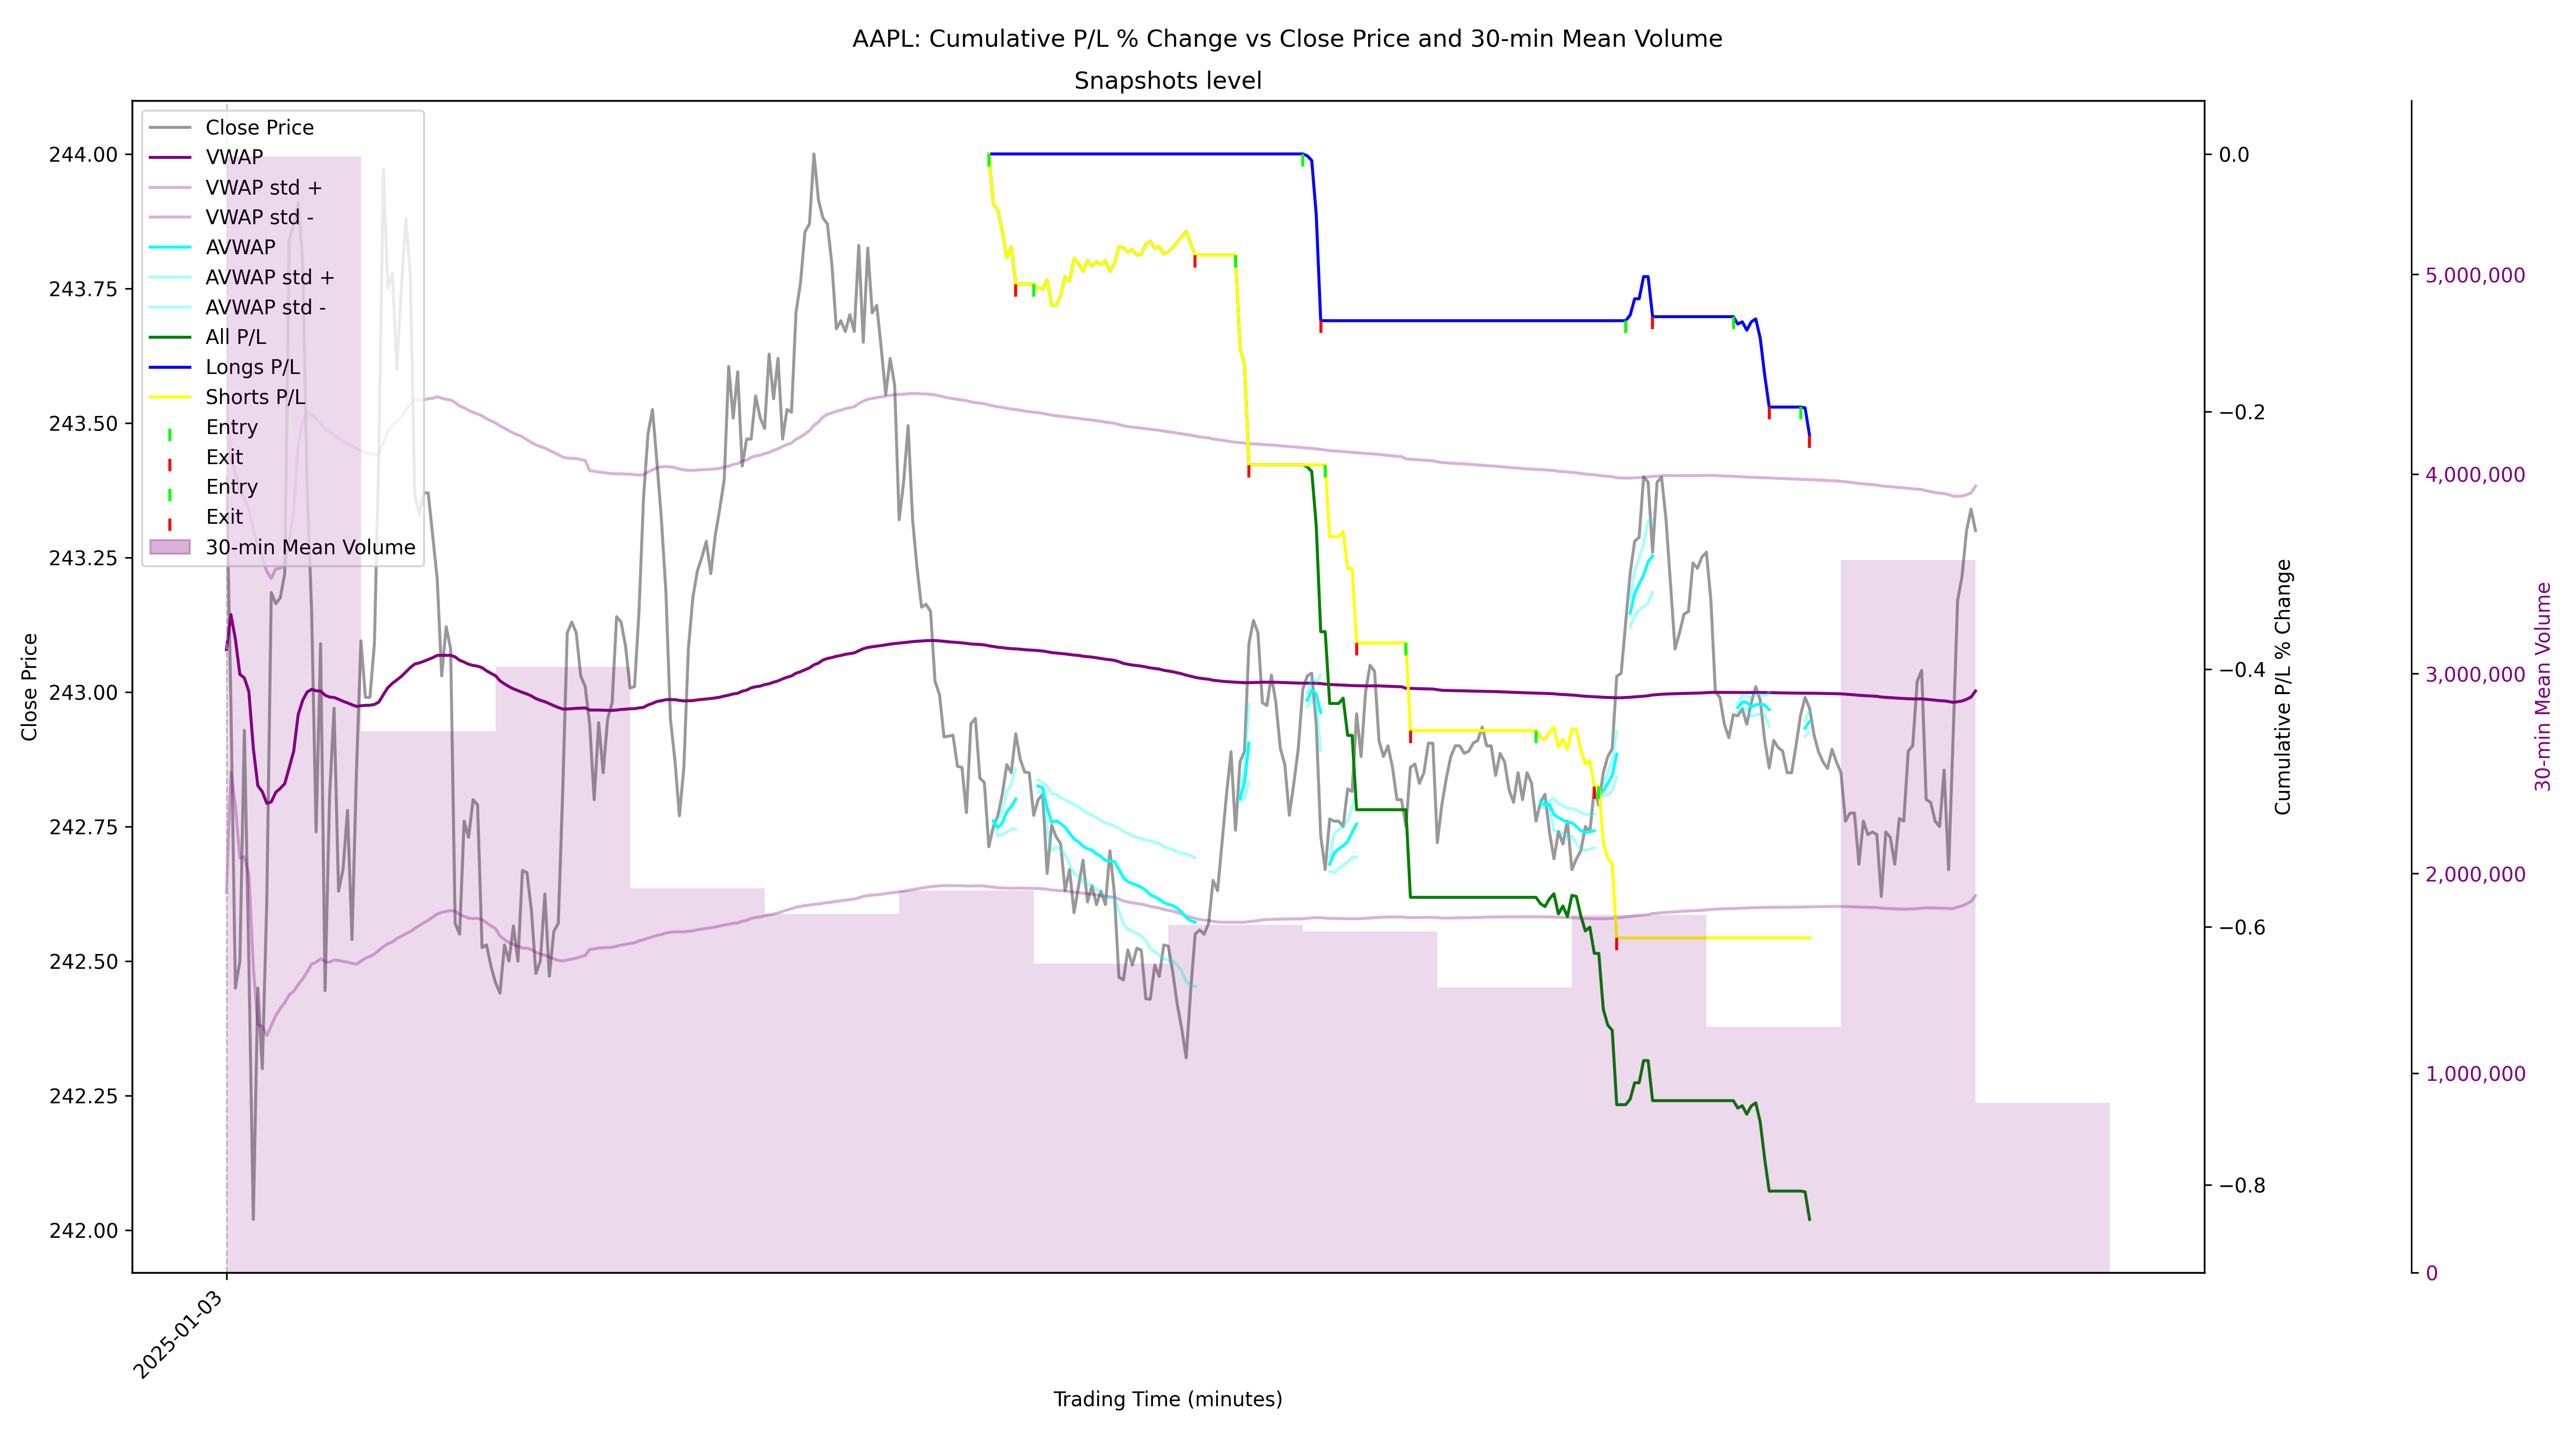 AAPL: Cumulative P/L % Change vs Close Price and 30-min Mean Volume
Snapshots level
Close Price
VWAP
VWAP std +
VWAP std -
AVWAP
AVWAP std +
AVWAP std -
All P/L
Longs P/L
Shorts P/L
Entry
Exit
Entry
Exit
30-min Mean Volume
244.00
243.75
243.50
243.25
243.00
242.75
242.50
242.25
242.00
Close Price
0.0
−0.2
−0.4
−0.6
−0.8
Cumulative P/L % Change
5,000,000
4,000,000
3,000,000
2,000,000
1,000,000
0
30-min Mean Volume
2025-01-03
Trading Time (minutes)